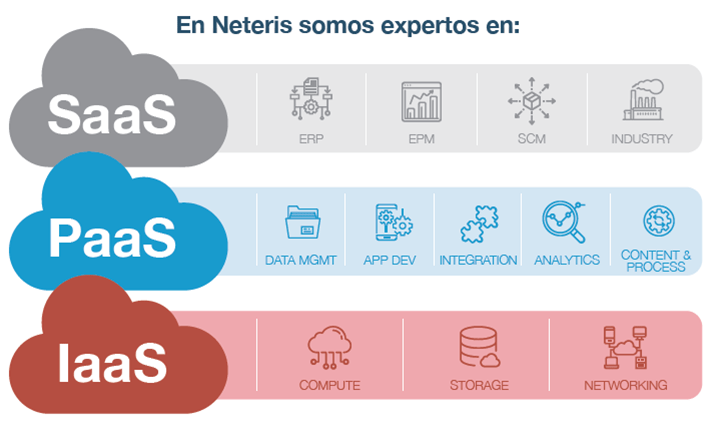 En Neteris somos expertos en:
SaaS
ERP
EPM
SCM
INDUSTRY
PaaS
DATA MGMT
APP DEV
INTEGRATION
ANALYTICS
CONTENT &
PROCESS
IaaS
COMPUTE
STORAGE
NETWORKING